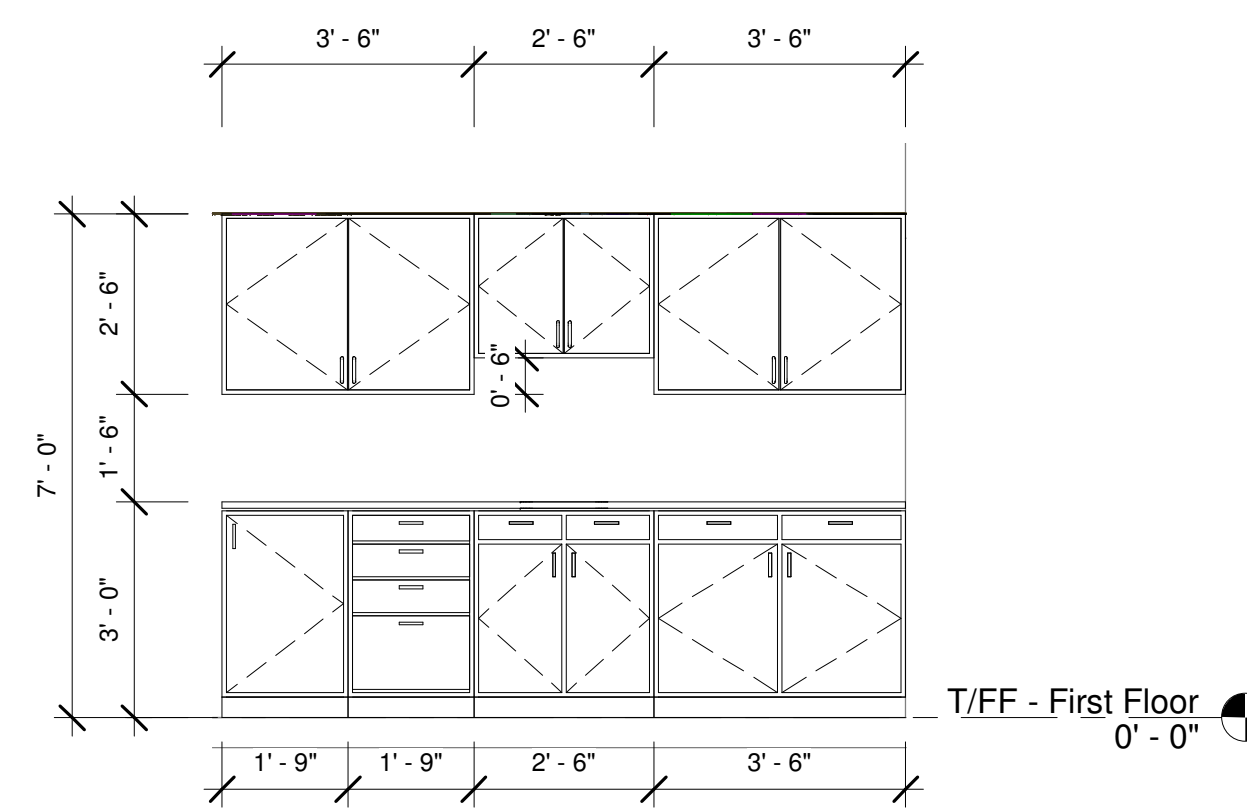 3' - 6"
2' - 6"
3' - 6"
2' - 6"
0' - 6"
1' - 6"
7' - 0"
3' - 0"
T/FF - First Floor
0' - 0"
1' - 9"
1' - 9"
2' - 6"
3' - 6"